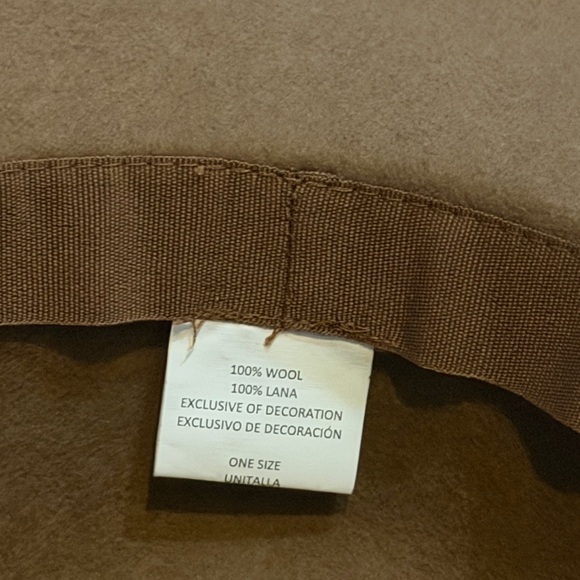 100% WOOL
100% LANA
EXCLUSIVE OF DECORATION
EXCLUSIVO DE DECORACIÓN
ONE SIZE
UNITALLA